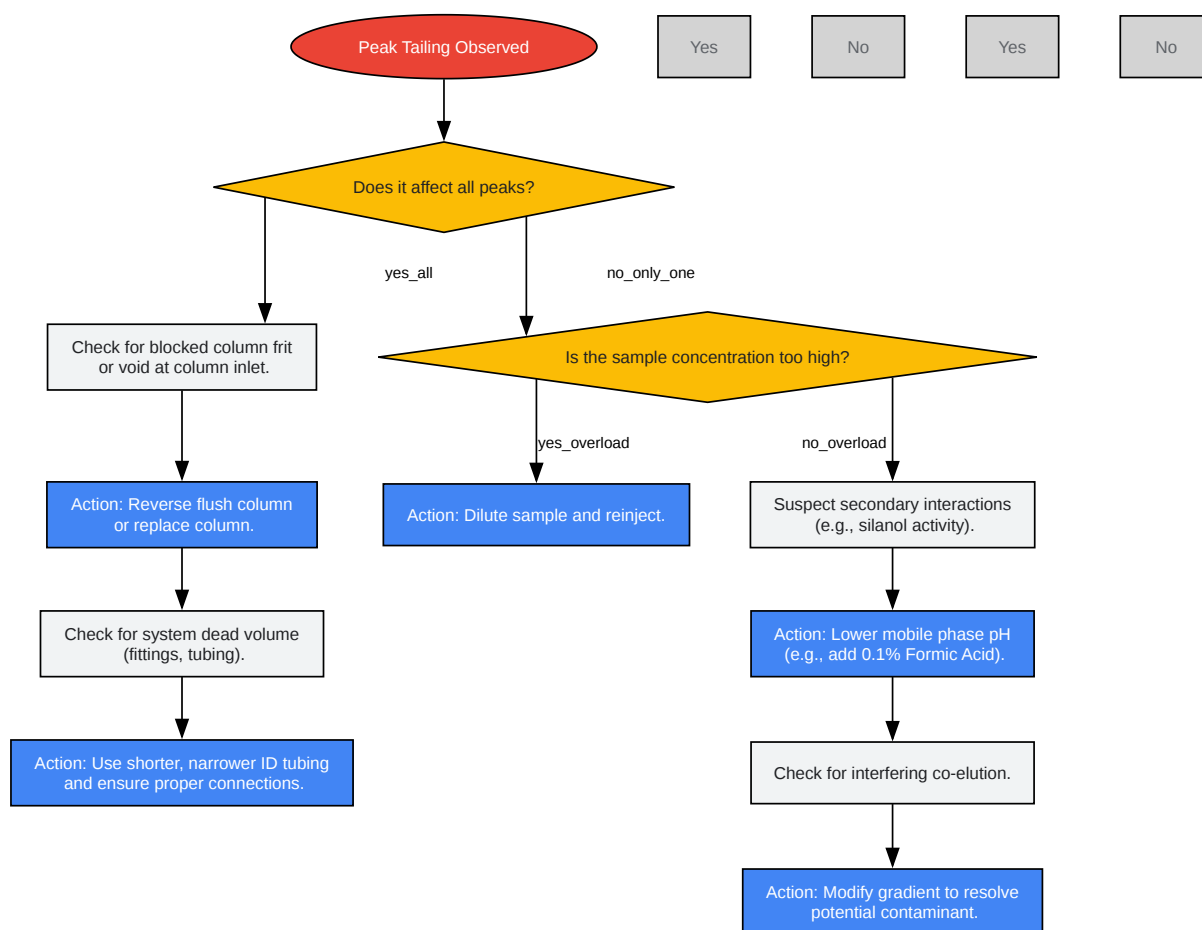 Peak Tailing Observed
Yes
No
Yes
No
Does it affect all peaks?
yes_all
no_only_one
Check for blocked column frit
or void at column inlet.
Is the sample concentration too high?
yes_overload
no_overload
Action: Reverse flush column
or replace column.
Action: Dilute sample and reinject.
Suspect secondary interactions
(e.g., silanol activity).
Check for system dead volume
(fittings, tubing).
Action: Lower mobile phase pH
(e.g., add 0.1% Formic Acid).
Action: Use shorter, narrower ID tubing
and ensure proper connections.
Check for interfering co-elution.
Action: Modify gradient to resolve
potential contaminant.